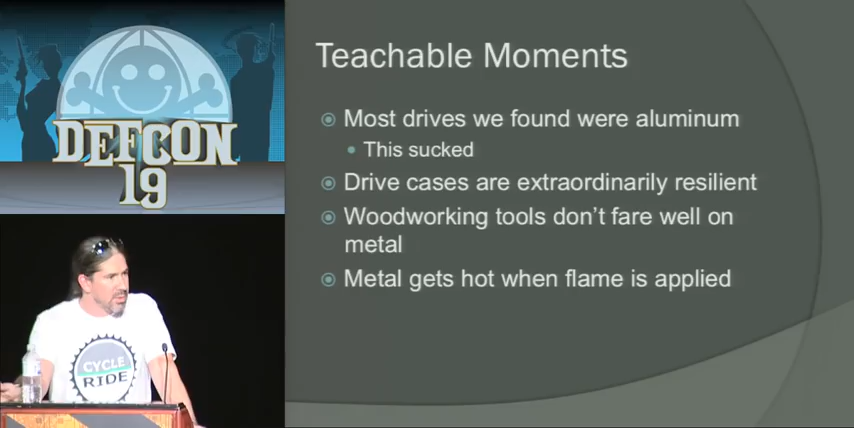 DEFCON
19
CYCLE
RIDE
Teachable Moments
Most drives we found were aluminum
This sucked
Drive cases are extraordinarily resilient
Woodworking tools don't fare well on
metal
Metal gets hot when flame is applied